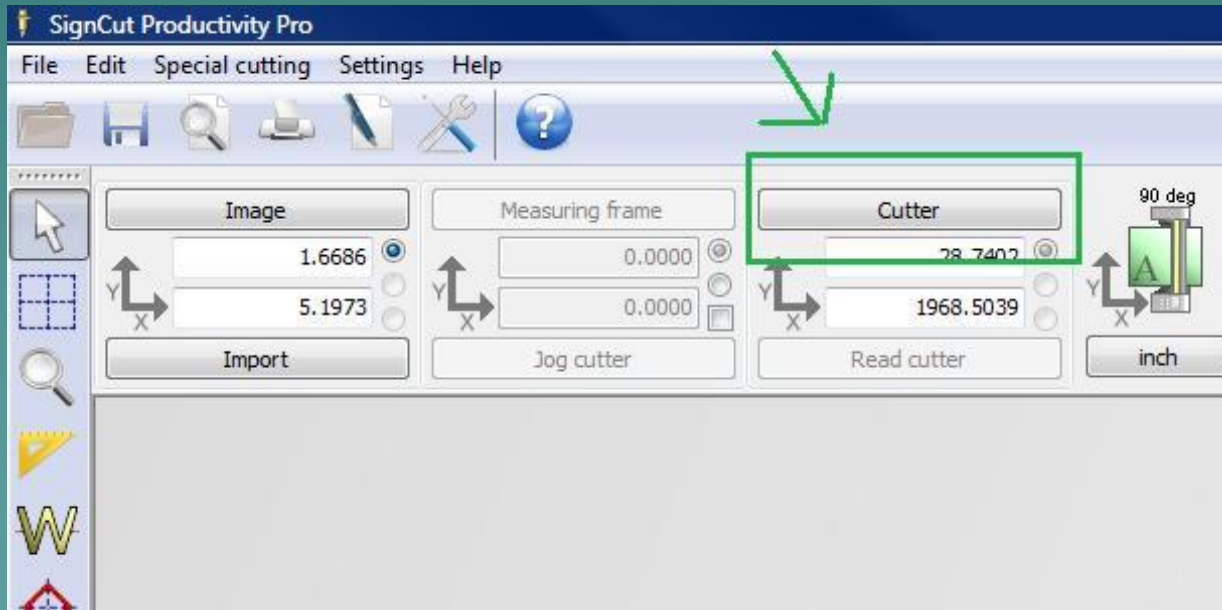 SignCut Productivity Pro
File Edit Special cutting Settings Help
Image Measuring frame Cutter 90 deg
Y 1.6686 Y 0.0000 Y 28.7402 Y A
X 5.1973 X 0.0000 X 1968.5039 X
Import Jog cutter Read cutter inch